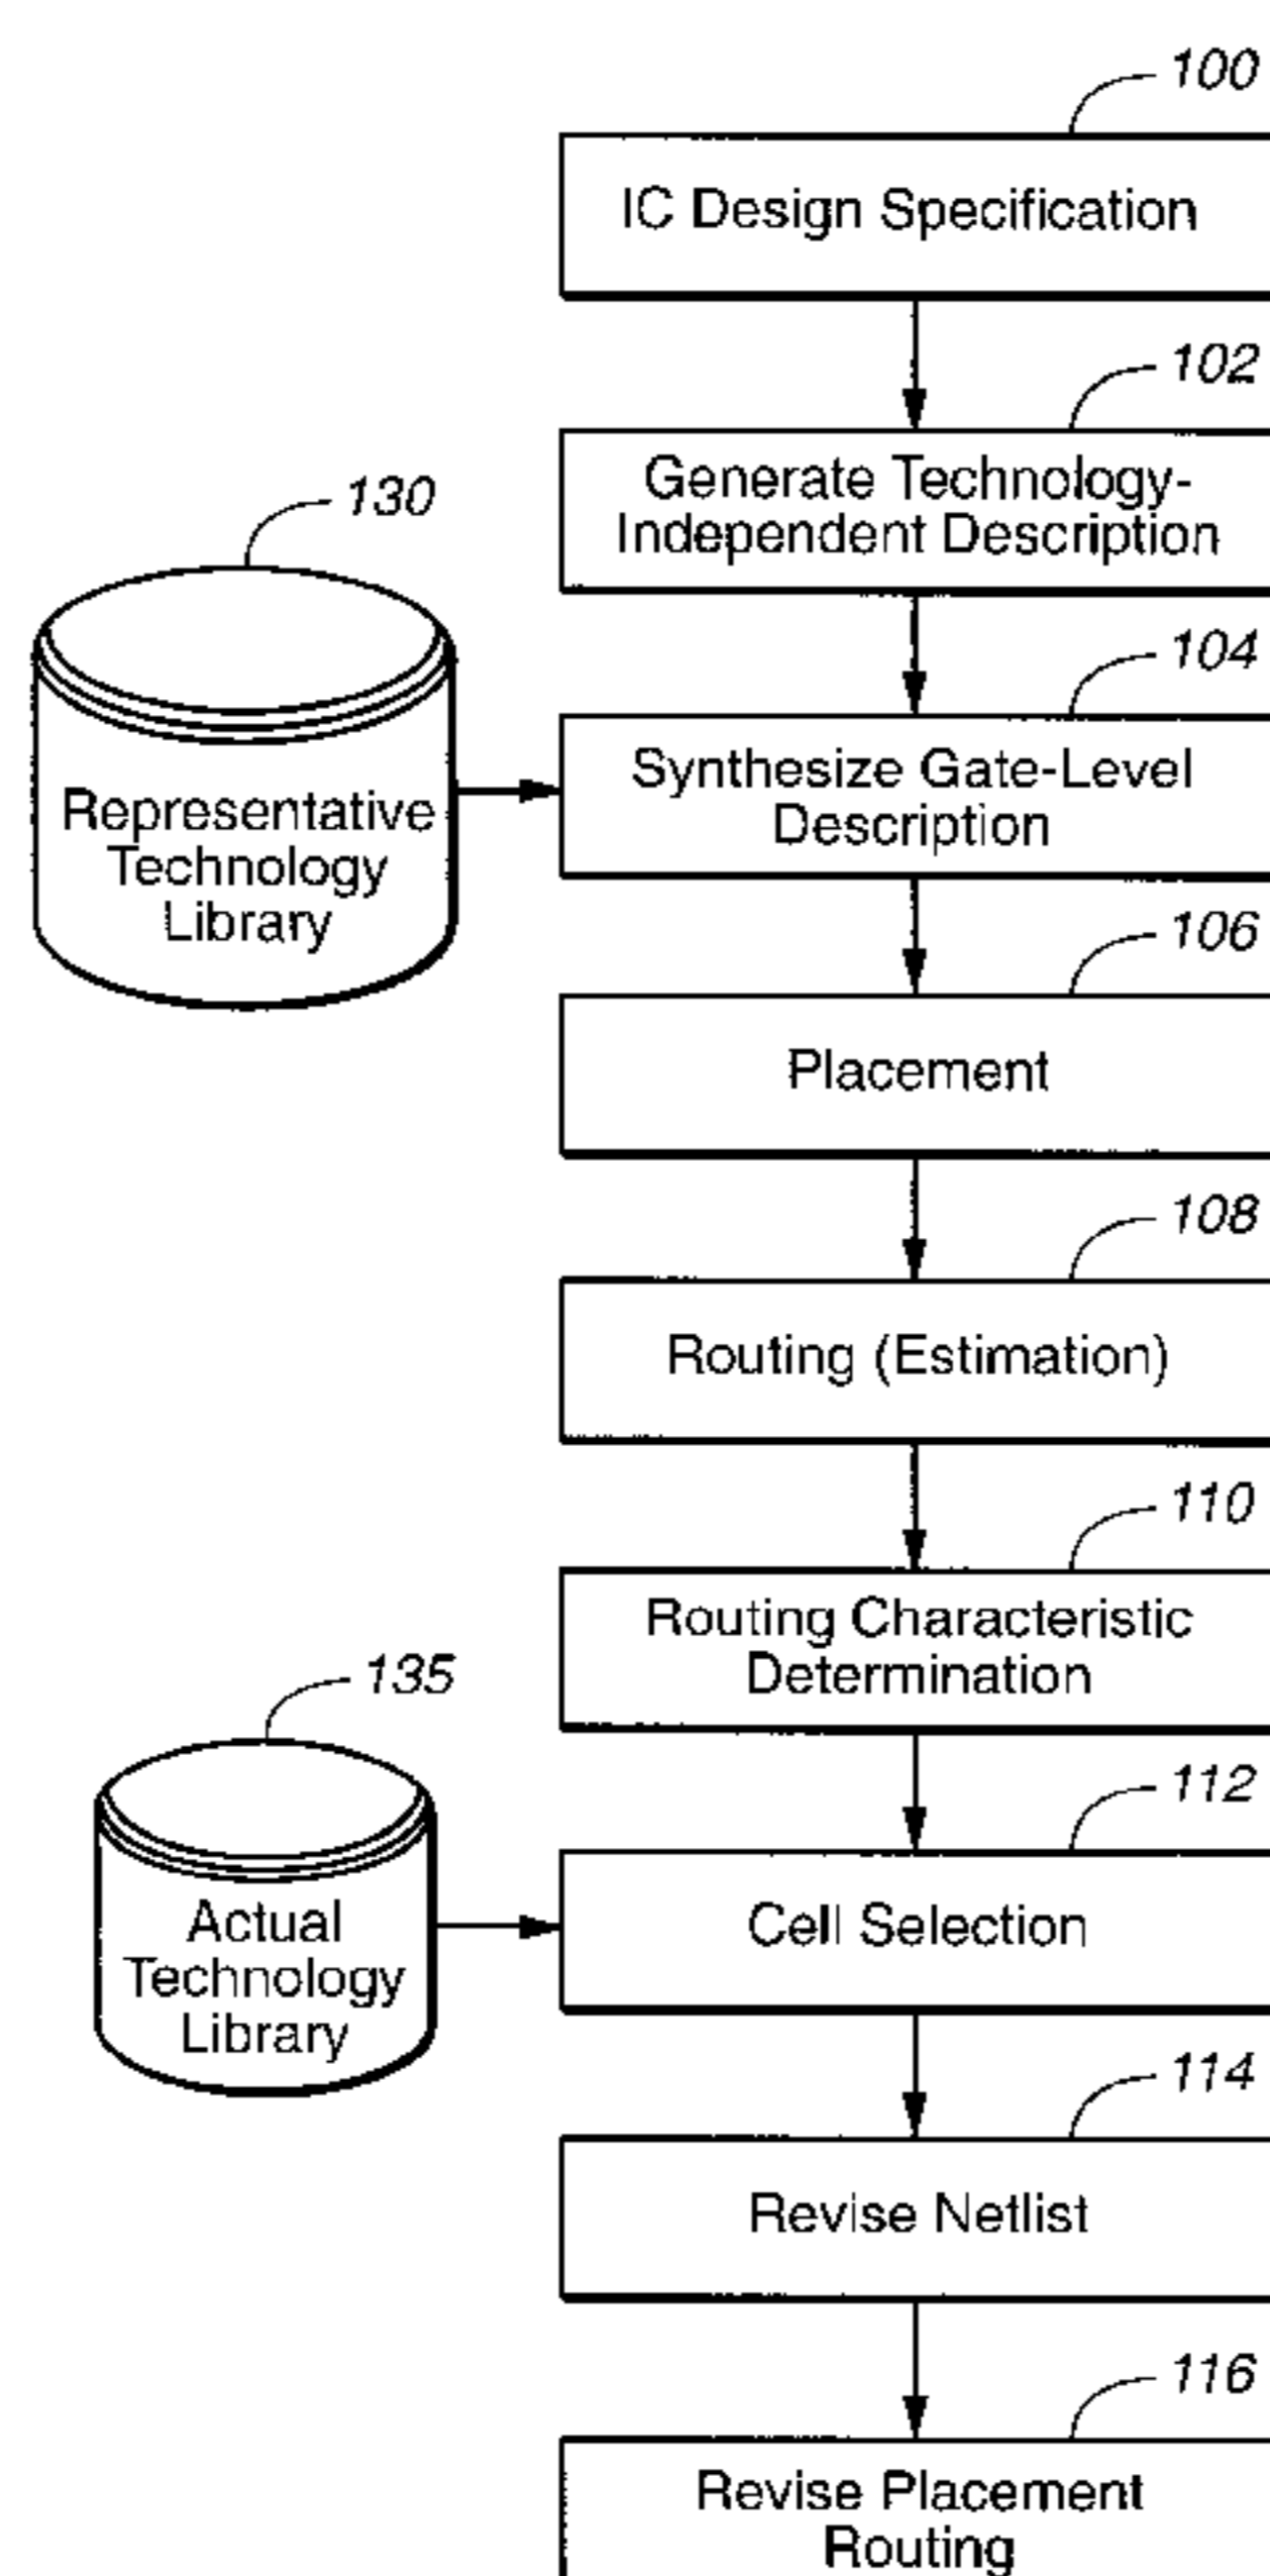 100
IC Design Specification
102
Generate Technology-
Independent Description
130
104
Synthesize Gate-Level
Description
Representative
Technology
Library
106
Placement
108
Routing (Estimation)
110
Routing Characteristic
Determination
135
112
Cell Selection
Actual
Technology
Library
114
Revise Netlist
116
Revise Placement
Routing